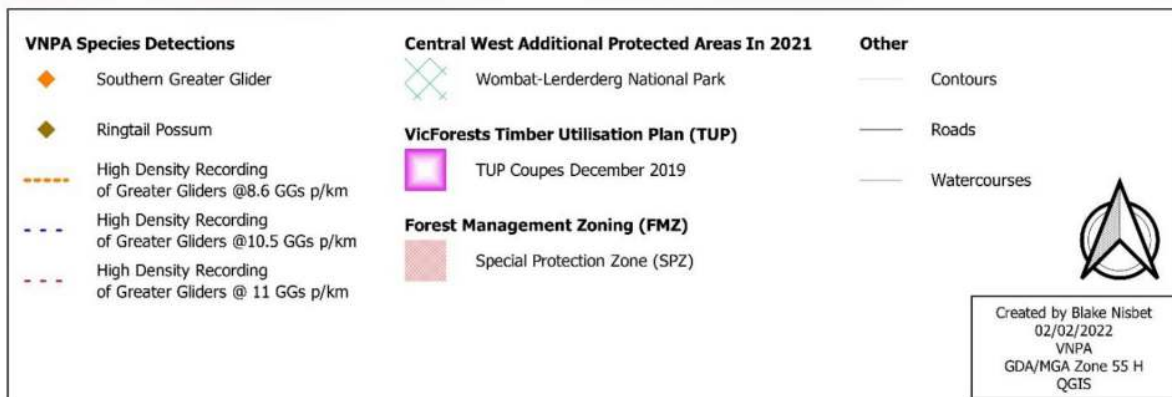 VNPA Species Detections
Southern Greater Glider
Ringtail Possum
High Density Recording
of Greater Gliders @8.6 GGs p/km
High Density Recording
of Greater Gliders @10.5 GGs p/km
High Density Recording
of Greater Gliders @ 11 GGs p/km
Central West Additional Protected Areas In 2021
Wombat-Lerderderg National Park
VicForests Timber Utilisation Plan (TUP)
TUP Coupes December 2019
Forest Management Zoning (FMZ)
Special Protection Zone (SPZ)
Other
Contours
Roads
Watercourses
Created by Blake Nisbet
02/02/2022
VNPA
GDA/MGA Zone 55 H
QGIS